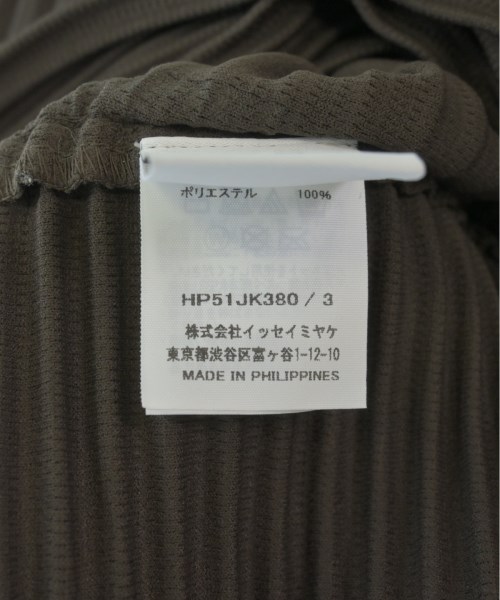 ポリエステル 100%
HP51JK380 / 3
株式会社イッセイミヤケ
東京都渋谷区富ヶ谷1-12-10
MADE IN PHILIPPINES